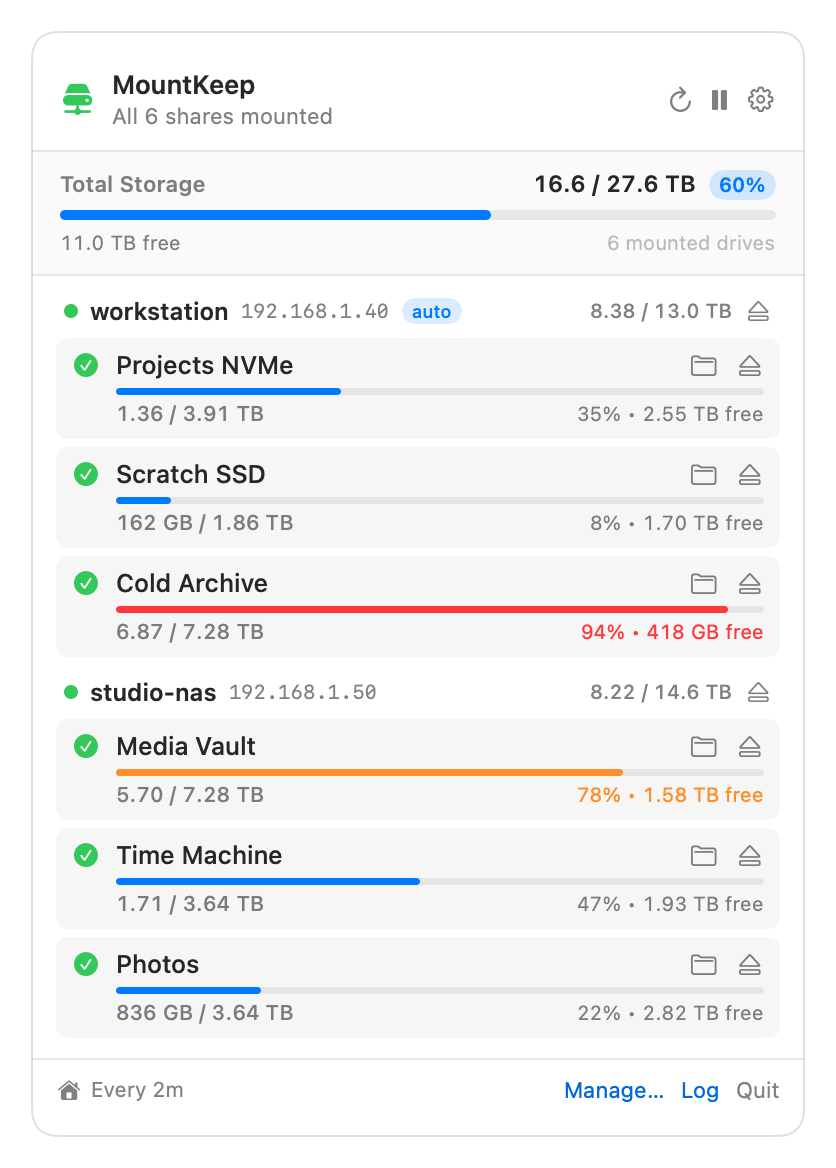 MountKeep
All 6 shares mounted
Total Storage 16.6 / 27.6 TB 60%
11.0 TB free 6 mounted drives
workstation 192.168.1.40 auto 8.38 / 13.0 TB
Projects NVMe
1.36 / 3.91 TB 35% • 2.55 TB free
Scratch SSD
162 GB / 1.86 TB 8% • 1.70 TB free
Cold Archive
6.87 / 7.28 TB 94% • 418 GB free
studio-nas 192.168.1.50 8.22 / 14.6 TB
Media Vault
5.70 / 7.28 TB 78% • 1.58 TB free
Time Machine
1.71 / 3.64 TB 47% • 1.93 TB free
Photos
836 GB / 3.64 TB 22% • 2.82 TB free
Every 2m Manage... Log Quit